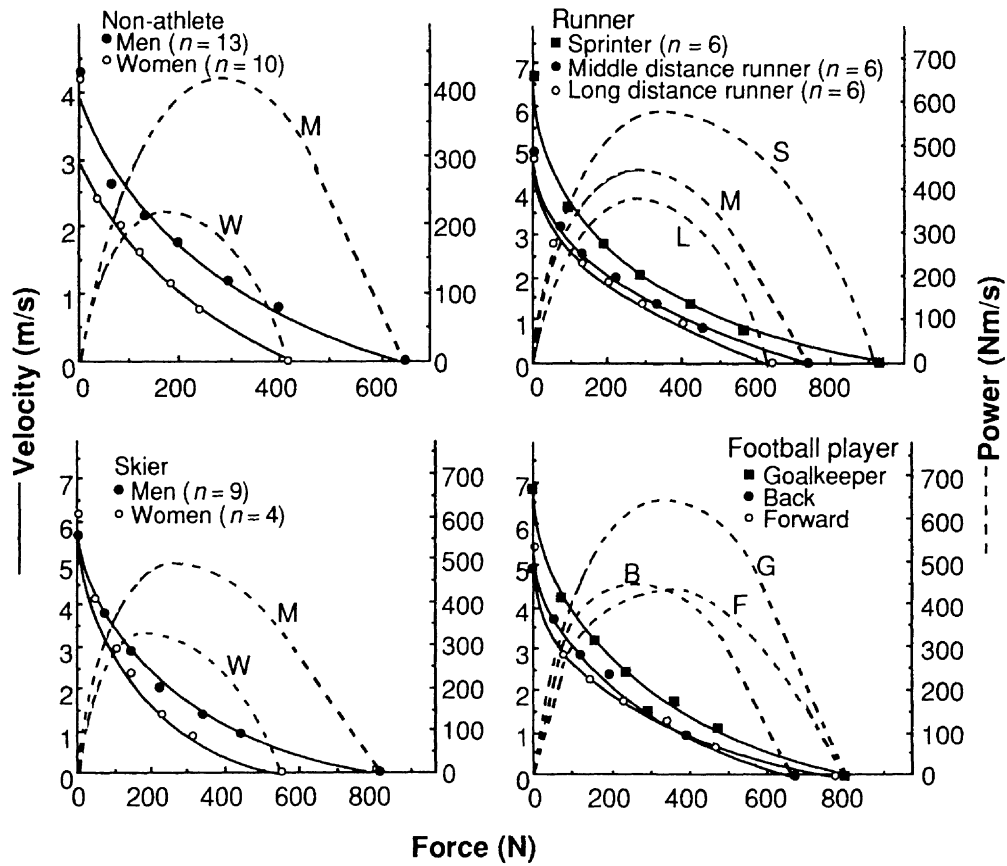 Non-athlete
● Men (n = 13)
○ Women (n = 10)
4
3
2
1
0
400
300
200
100
0
M
W
0 200 400 600
Runner
■ Sprinter (n = 6)
● Middle distance runner (n = 6)
○ Long distance runner (n = 6)
7
6
5
4
3
2
1
0
700
600
500
400
300
200
100
0
S
M
L
0 200 400 600 800
Skier
● Men (n = 9)
○ Women (n = 4)
7
6
5
4
3
2
1
0
700
600
500
400
300
200
100
0
M
W
0 200 400 600 800
Football player
■ Goalkeeper
● Back
○ Forward
7
6
5
4
3
2
1
0
700
600
500
400
300
200
100
0
B
G
F
0 200 400 600 800
Velocity (m/s)
Power (Nm/s)
Force (N)